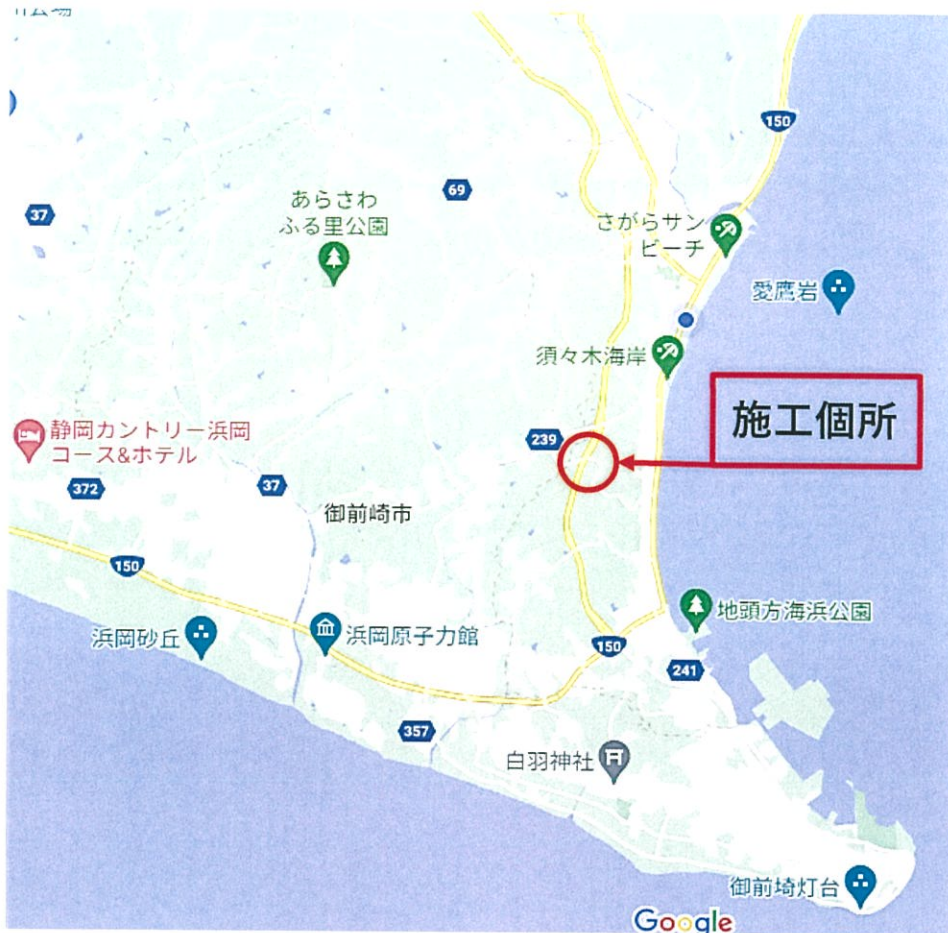 150
69
37
あらさわ
ふる里公園
さがらサン
ビーチ
愛鷹岩
須々木海岸
施工個所
239
静岡カントリー浜岡
コース&ホテル
372
37
御前崎市
150
浜岡砂丘
浜岡原子力館
地頭方海浜公園
150
241
357
白羽神社
御前埼灯台
Google